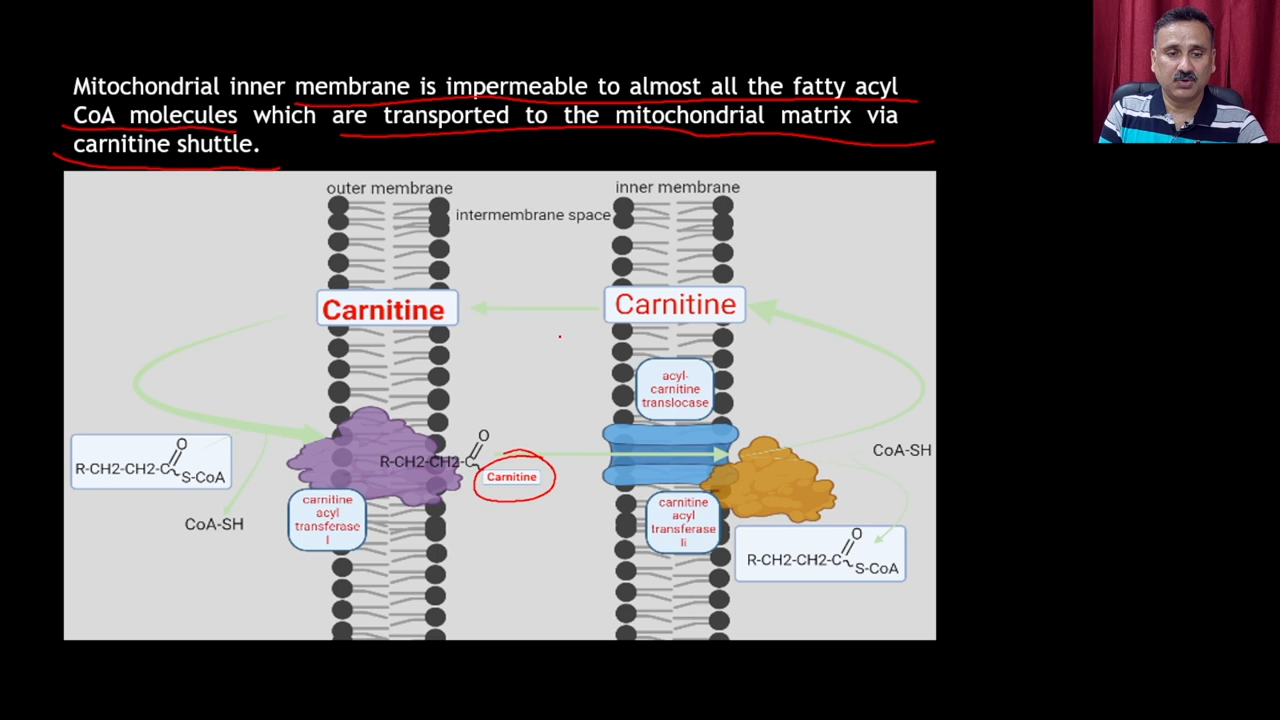 Mitochondrial inner membrane is impermeable to almost all the fatty acyl
CoA molecules which are transported to the mitochondrial matrix via
carnitine shuttle.
outer membrane
inner membrane
intermembrane space
Carnitine
Carnitine
acyl-
carnitine
translocase
R-CH2-CH2-C
O
S-CoA
R-CH2-CH2-C
O
Carnitine
CoA-SH
CoA-SH
carnitine
acyl
transferase
I
carnitine
acyl
transferase
Ii
R-CH2-CH2-C
O
S-CoA